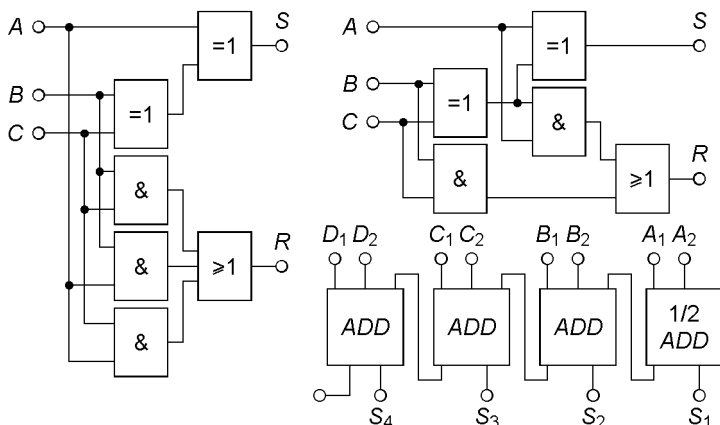 A
=1
S
B
=1
C
&
&
R
≥1
&
A
=1
S
B
=1
C
&
R
&
≥1
D1 D2
C1 C2
B1 B2
A1 A2
ADD
ADD
ADD
1/2
ADD
S4
S3
S2
S1